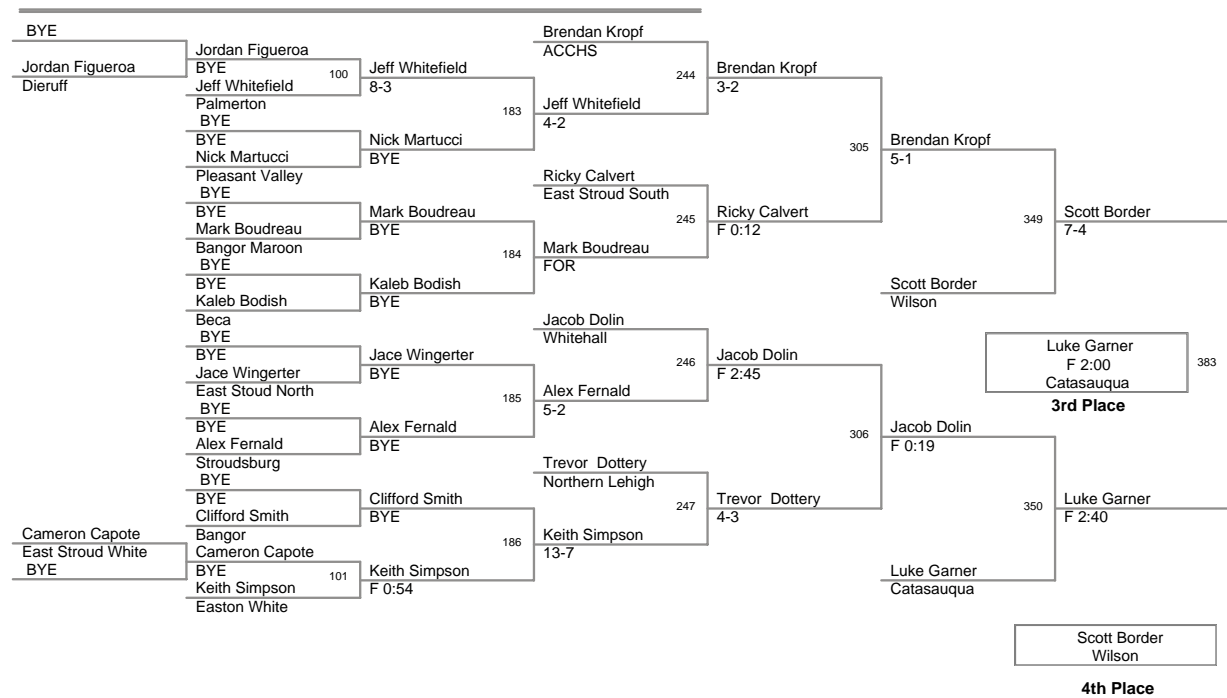 BYE
Jordan Figueroa
Dieruff
Jordan Figueroa
BYE
Jeff Whitefield
Palmerton
100
BYE
BYE
Nick Martucci
Pleasant Valley
BYE
BYE
Mark Boudreau
Bangor Maroon
BYE
BYE
Kaleb Bodish
Beca
BYE
BYE
Jace Wingerter
East Stoud North
BYE
BYE
Alex Fernald
Stroudsburg
BYE
BYE
Clifford Smith
Bangor
Cameron Capote
East Stroud White
BYE
Cameron Capote
BYE
Keith Simpson
Easton White
101
Jeff Whitefield
8-3
183
Nick Martucci
BYE
Mark Boudreau
BYE
184
Kaleb Bodish
BYE
Jace Wingerter
BYE
185
Alex Fernald
BYE
Clifford Smith
BYE
186
Keith Simpson
F 0:54
Brendan Kropf
ACCHS
244
Jeff Whitefield
4-2
Ricky Calvert
East Stroud South
245
Mark Boudreau
FOR
Jacob Dolin
Whitehall
246
Alex Fernald
5-2
Trevor Dottery
Northern Lehigh
247
Keith Simpson
13-7
Brendan Kropf
3-2
305
Ricky Calvert
F 0:12
Jacob Dolin
F 2:45
306
Trevor Dottery
4-3
Brendan Kropf
5-1
349
Scott Border
Wilson
Jacob Dolin
F 0:19
350
Luke Garner
Catasauqua
Scott Border
7-4
Luke Garner
F 2:00
Catasauqua
383
3rd Place
Luke Garner
F 2:40
Scott Border
Wilson
4th Place